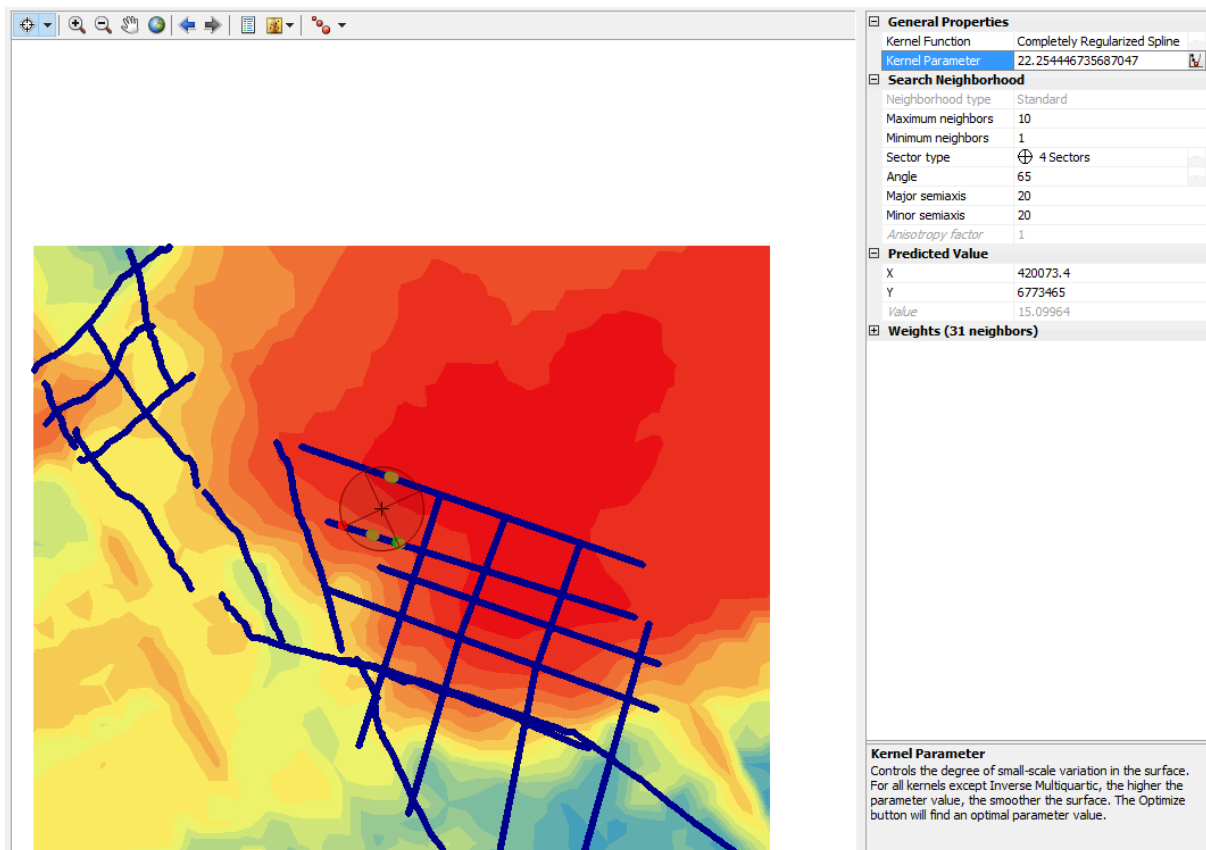 General Properties
Kernel Function Completely Regularized Spline
Kernel Parameter 22.254446735687047
Search Neighborhood
Neighborhood type Standard
Maximum neighbors 10
Minimum neighbors 1
Sector type 4 Sectors
Angle 65
Major semiaxis 20
Minor semiaxis 20
Anisotropy factor 1
Predicted Value
X 420073.4
Y 6773465
Value 15.09964
Weights (31 neighbors)
Kernel Parameter
Controls the degree of small-scale variation in the surface.
For all kernels except Inverse Multiquartic, the higher the
parameter value, the smoother the surface. The Optimize
button will find an optimal parameter value.